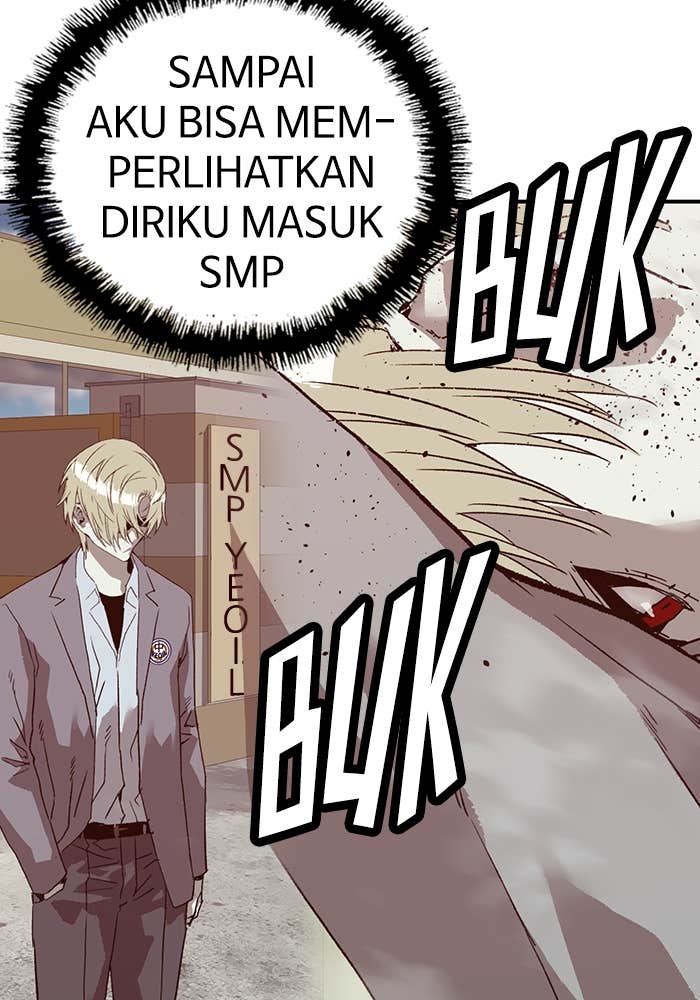 SAMPAI
AKU BISA MEM-
PERLIHATKAN
DIRIKU MASUK
SMP
BUK
SMP YEOIL
BUK